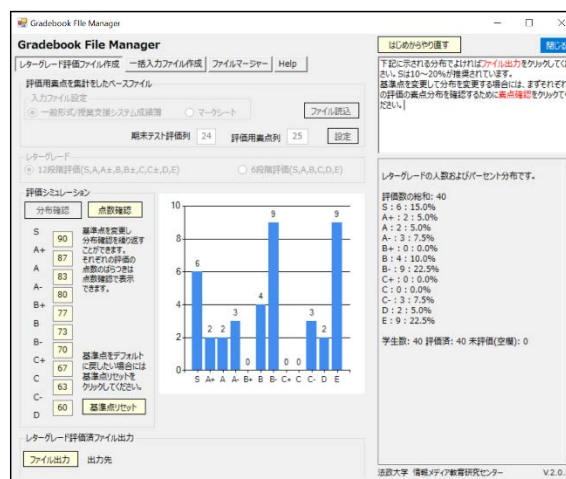 Gradebook File Manager
Gradebook File Manager
はじめからやり直す
閉じる
レターグレード評価ファイル作成 一括入力ファイル作成 ファイルマージャー Help
下記に示される分布でよければファイル出力をクリックしてく
ださい。Sは10～20%が推奨されています。
基準点を変更して分布を変更する場合には、まずそれぞれ
の評価の素点分布を確認するために素点確認をクリックしてく
ださい。
評価用素点を集計をしたベースファイル
入力ファイル設定
一般形式/授業支援システム成績簿 マークシート
ファイル読込
期末テスト評価列 24 評価用素点列 25 設定
レターグレード
12段階評価(S,A,A±,B,B±,C,C±,D,E) 6段階評価(S,A,B,C,D,E)
評価シミュレーション
分布確認 点数確認
S
90
A+
87
A
83
A-
80
B+
77
B
73
B-
70
C+
67
C
63
C-
60
D
基準点を変更し
分布確認を繰り返す
ことができます。
それぞれの評価の
点数のばらつきは
点数確認で表示
できます。
基準点をデフォルト
に戻したい場合には
基準点リセットを
クリックしてください。
基準点リセット
10
8
6
4
2
0
6 2 2 3 0 4 9 0 0 3 2 9
S A+ A A- B+ B B- C+ C C- D E
レターグレードの人数およびパーセント分布です。
評価数の総和: 40
S : 6 : 15.0%
A+ : 2 : 5.0%
A : 2 : 5.0%
A- : 3 : 7.5%
B+ : 0 : 0.0%
B : 4 : 10.0%
B- : 9 : 22.5%
C+ : 0 : 0.0%
C : 0 : 0.0%
C- : 3 : 7.5%
D : 2 : 5.0%
E : 9 : 22.5%
学生数: 40 評価済: 40 未評価(空欄): 0
レターグレード評価済ファイル出力
ファイル出力 出力先
法政大学 情報メディア教育研究センター V.2.0.